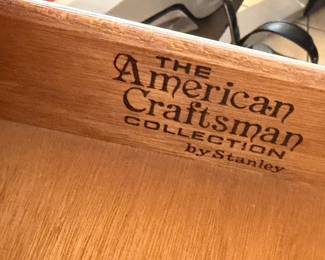 THE
American
Craftsman
COLLECTION
by Stanley